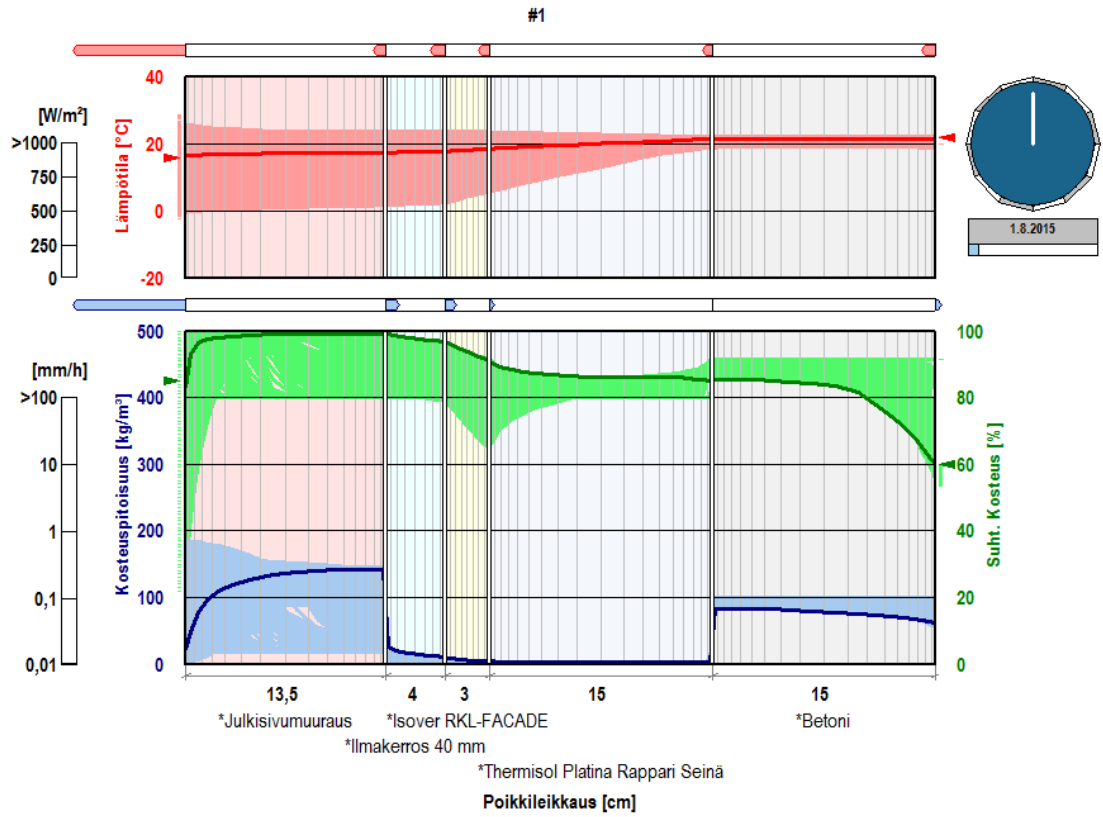 #1
[W/m²]
>1000
750
500
250
0
Lämpötila [°C]
40
20
0
-20
1.8.2015
[mm/h]
>100
10
1
0,1
0,01
Kosteuspitoisuus [kg/m³]
500
400
300
200
100
0
100
80
60
40
20
0
Suht. Kosteus [%]
13,5 4 3 15 15
*Julkisivumuuraus *Isover RKL-FACADE *Betoni
*Ilmakerros 40 mm
*Thermisol Platina Rappari Seinä
Poikkileikkaus [cm]